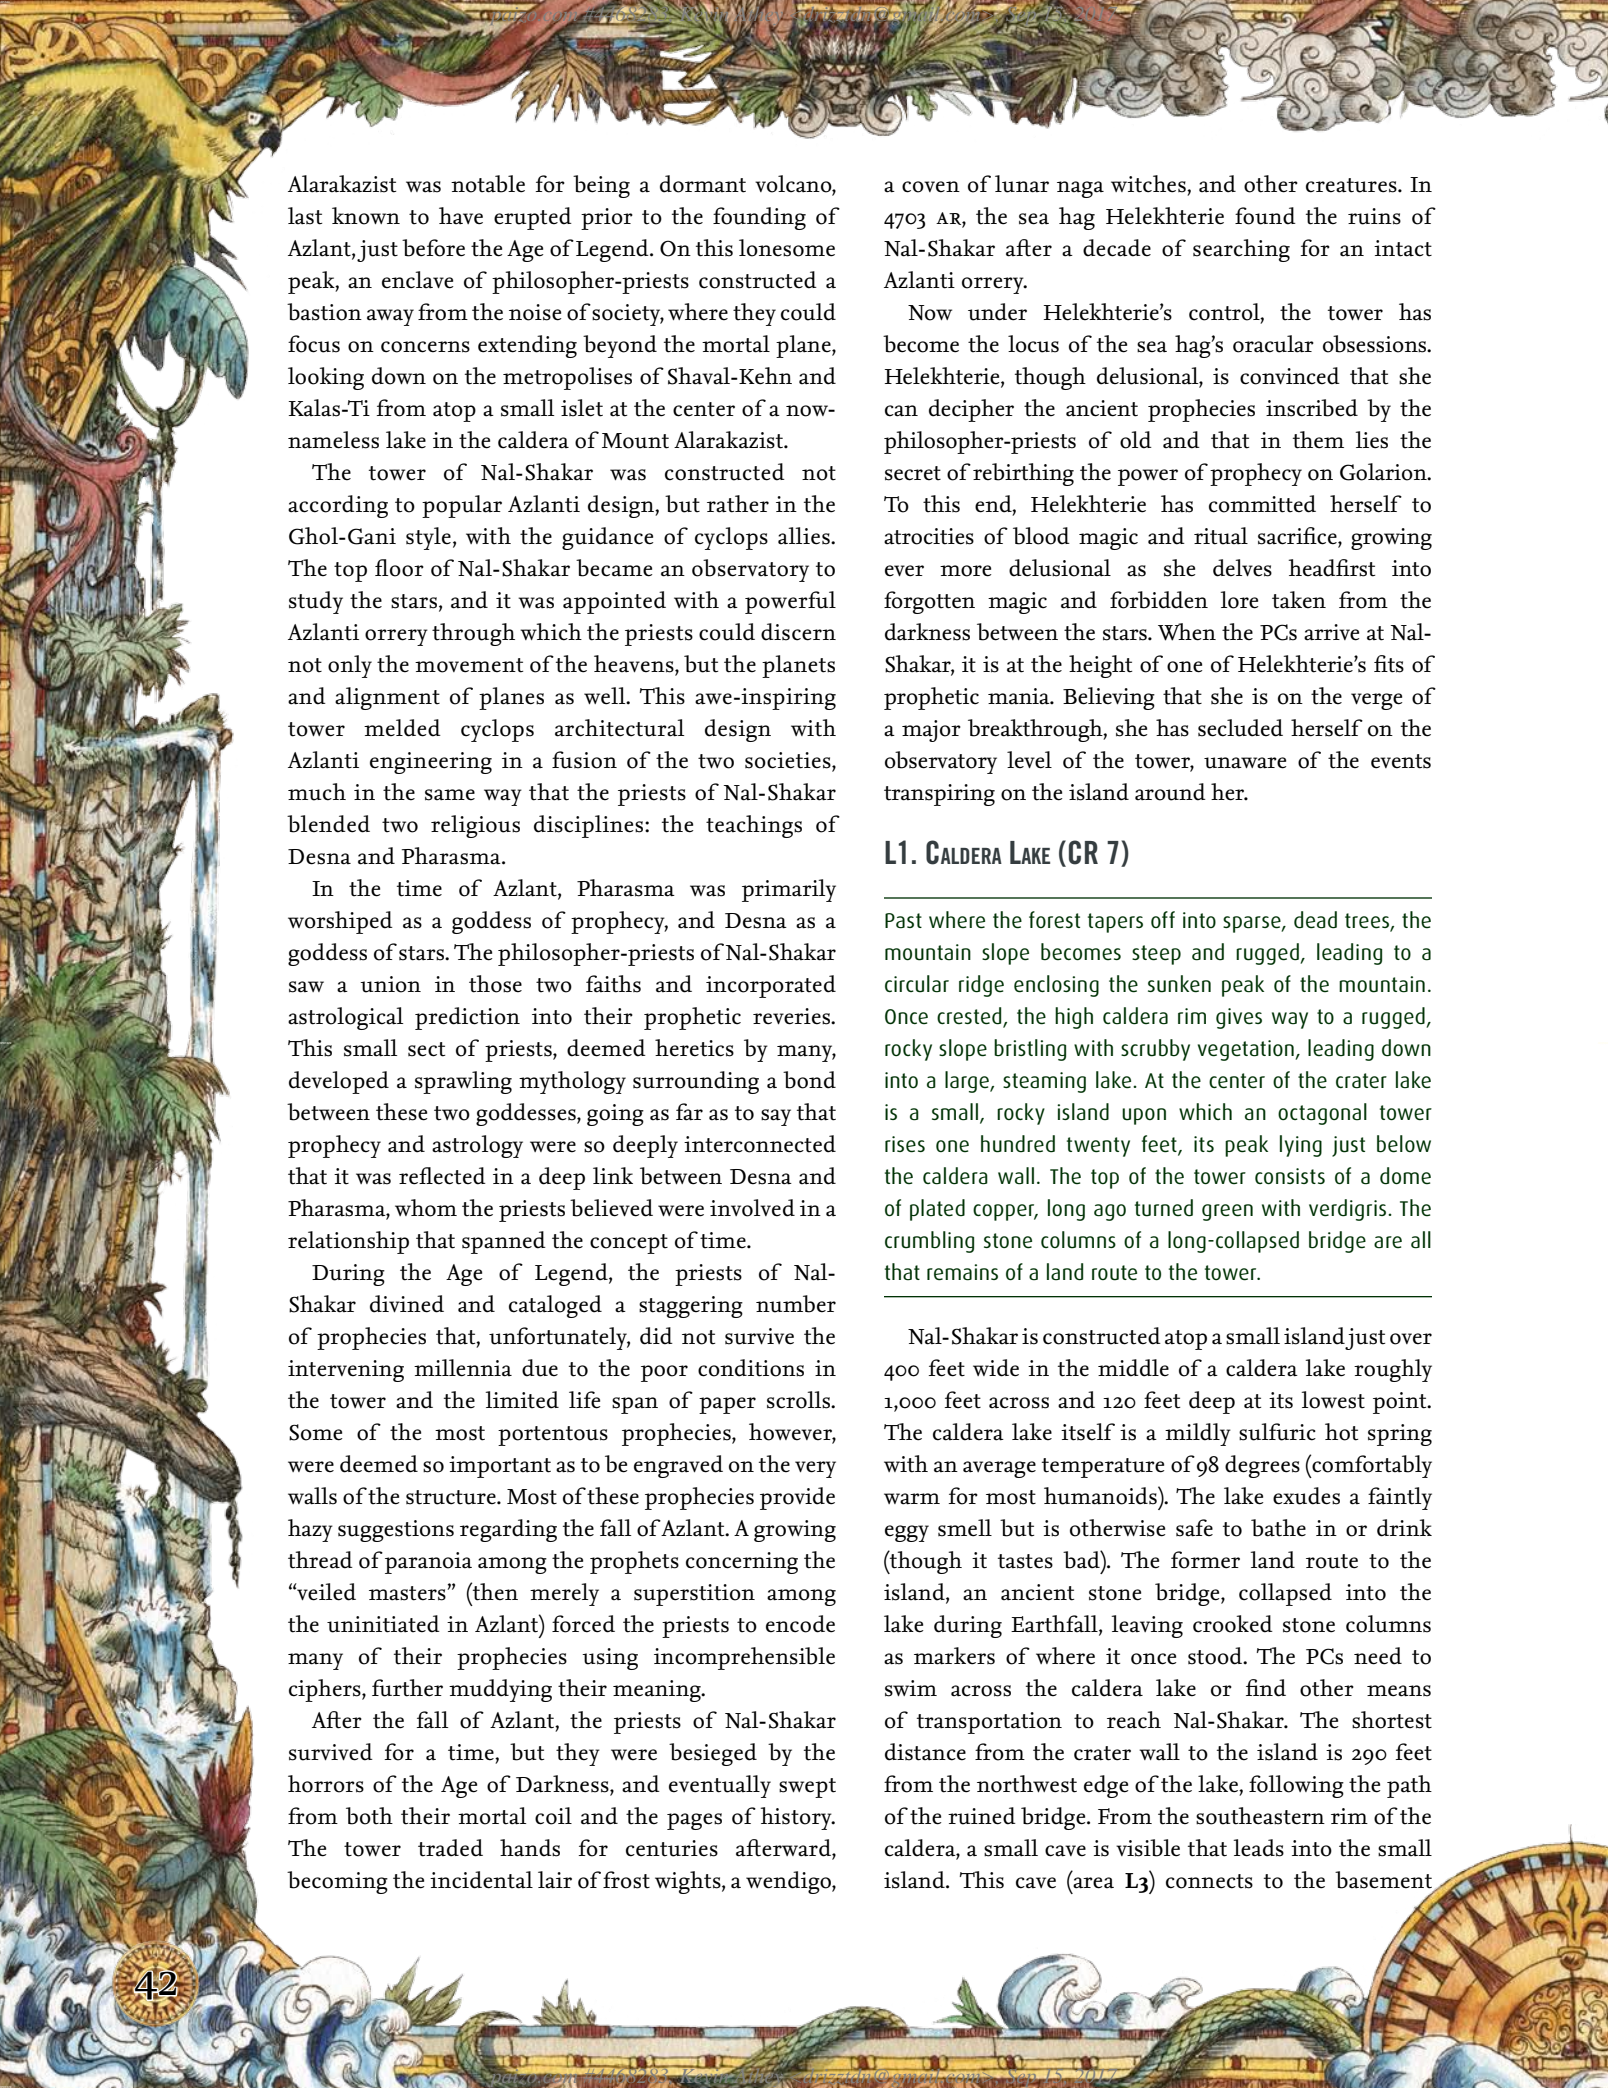 Alarakazist was notable for being a dormant volcano,
last known to have erupted prior to the founding of
Azlant, just before the Age of Legend. On this lonesome
peak, an enclave of philosopher-priests constructed a
bastion away from the noise of society, where they could
focus on concerns extending beyond the mortal plane,
looking down on the metropolises of Shaval-Kehn and
Kalas-Ti from atop a small islet at the center of a now-
nameless lake in the caldera of Mount Alarakazist.
The tower of Nal-Shakar was constructed not
according to popular Azlanti design, but rather in the
Ghol-Gani style, with the guidance of cyclops allies.
The top floor of Nal-Shakar became an observatory to
study the stars, and it was appointed with a powerful
Azlanti orrery through which the priests could discern
not only the movement of the heavens, but the planets
and alignment of planes as well. This awe-inspiring
tower melded cyclops architectural design with
Azlanti engineering in a fusion of the two societies,
much in the same way that the priests of Nal-Shakar
blended two religious disciplines: the teachings of
Desna and Pharasma.
In the time of Azlant, Pharasma was primarily
worshiped as a goddess of prophecy, and Desna as a
goddess of stars. The philosopher-priests of Nal-Shakar
saw a union in those two faiths and incorporated
astrological prediction into their prophetic reveries.
This small sect of priests, deemed heretics by many,
developed a sprawling mythology surrounding a bond
between these two goddesses, going as far as to say that
prophecy and astrology were so deeply interconnected
that it was reflected in a deep link between Desna and
Pharasma, whom the priests believed were involved in a
relationship that spanned the concept of time.
During the Age of Legend, the priests of Nal-
Shakar divined and cataloged a staggering number
of prophecies that, unfortunately, did not survive the
intervening millennia due to the poor conditions in
the tower and the limited life span of paper scrolls.
Some of the most portentous prophecies, however,
were deemed so important as to be engraved on the very
walls of the structure. Most of these prophecies provide
hazy suggestions regarding the fall of Azlant. A growing
thread of paranoia among the prophets concerning the
“veiled masters” (then merely a superstition among
the uninitiated in Azlant) forced the priests to encode
many of their prophecies using incomprehensible
ciphers, further muddying their meaning.
After the fall of Azlant, the priests of Nal-Shakar
survived for a time, but they were besieged by the
horrors of the Age of Darkness, and eventually swept
from both their mortal coil and the pages of history.
The tower traded hands for centuries afterward,
becoming the incidental lair of frost wights, a wendigo,
a coven of lunar naga witches, and other creatures. In
4703 AR, the sea hag Helekhterie found the ruins of
Nal-Shakar after a decade of searching for an intact
Azlanti orrery.
Now under Helekhterie’s control, the tower has
become the locus of the sea hag’s oracular obsessions.
Helekhterie, though delusional, is convinced that she
can decipher the ancient prophecies inscribed by the
philosopher-priests of old and that in them lies the
secret of rebirthing the power of prophecy on Golarion.
To this end, Helekhterie has committed herself to
atrocities of blood magic and ritual sacrifice, growing
ever more delusional as she delves headfirst into
forgotten magic and forbidden lore taken from the
darkness between the stars. When the PCs arrive at Nal-
Shakar, it is at the height of one of Helekhterie’s fits of
prophetic mania. Believing that she is on the verge of
a major breakthrough, she has secluded herself on the
observatory level of the tower, unaware of the events
transpiring on the island around her.
L1. Caldera Lake (CR 7)
Past where the forest tapers off into sparse, dead trees, the
mountain slope becomes steep and rugged, leading to a
circular ridge enclosing the sunken peak of the mountain.
Once crested, the high caldera rim gives way to a rugged,
rocky slope bristling with scrubby vegetation, leading down
into a large, steaming lake. At the center of the crater lake
is a small, rocky island upon which an octagonal tower
rises one hundred twenty feet, its peak lying just below
the caldera wall. The top of the tower consists of a dome
of plated copper, long ago turned green with verdigris. The
crumbling stone columns of a long-collapsed bridge are all
that remains of a land route to the tower.
Nal-Shakar is constructed atop a small island just over
400 feet wide in the middle of a caldera lake roughly
1,000 feet across and 120 feet deep at its lowest point.
The caldera lake itself is a mildly sulfuric hot spring
with an average temperature of 98 degrees (comfortably
warm for most humanoids). The lake exudes a faintly
eggy smell but is otherwise safe to bathe in or drink
(though it tastes bad). The former land route to the
island, an ancient stone bridge, collapsed into the
lake during Earthfall, leaving crooked stone columns
as markers of where it once stood. The PCs need to
swim across the caldera lake or find other means
of transportation to reach Nal-Shakar. The shortest
distance from the crater wall to the island is 290 feet
from the northwest edge of the lake, following the path
of the ruined bridge. From the southeastern rim of the
caldera, a small cave is visible that leads into the small
island. This cave (area L3) connects to the basement
42